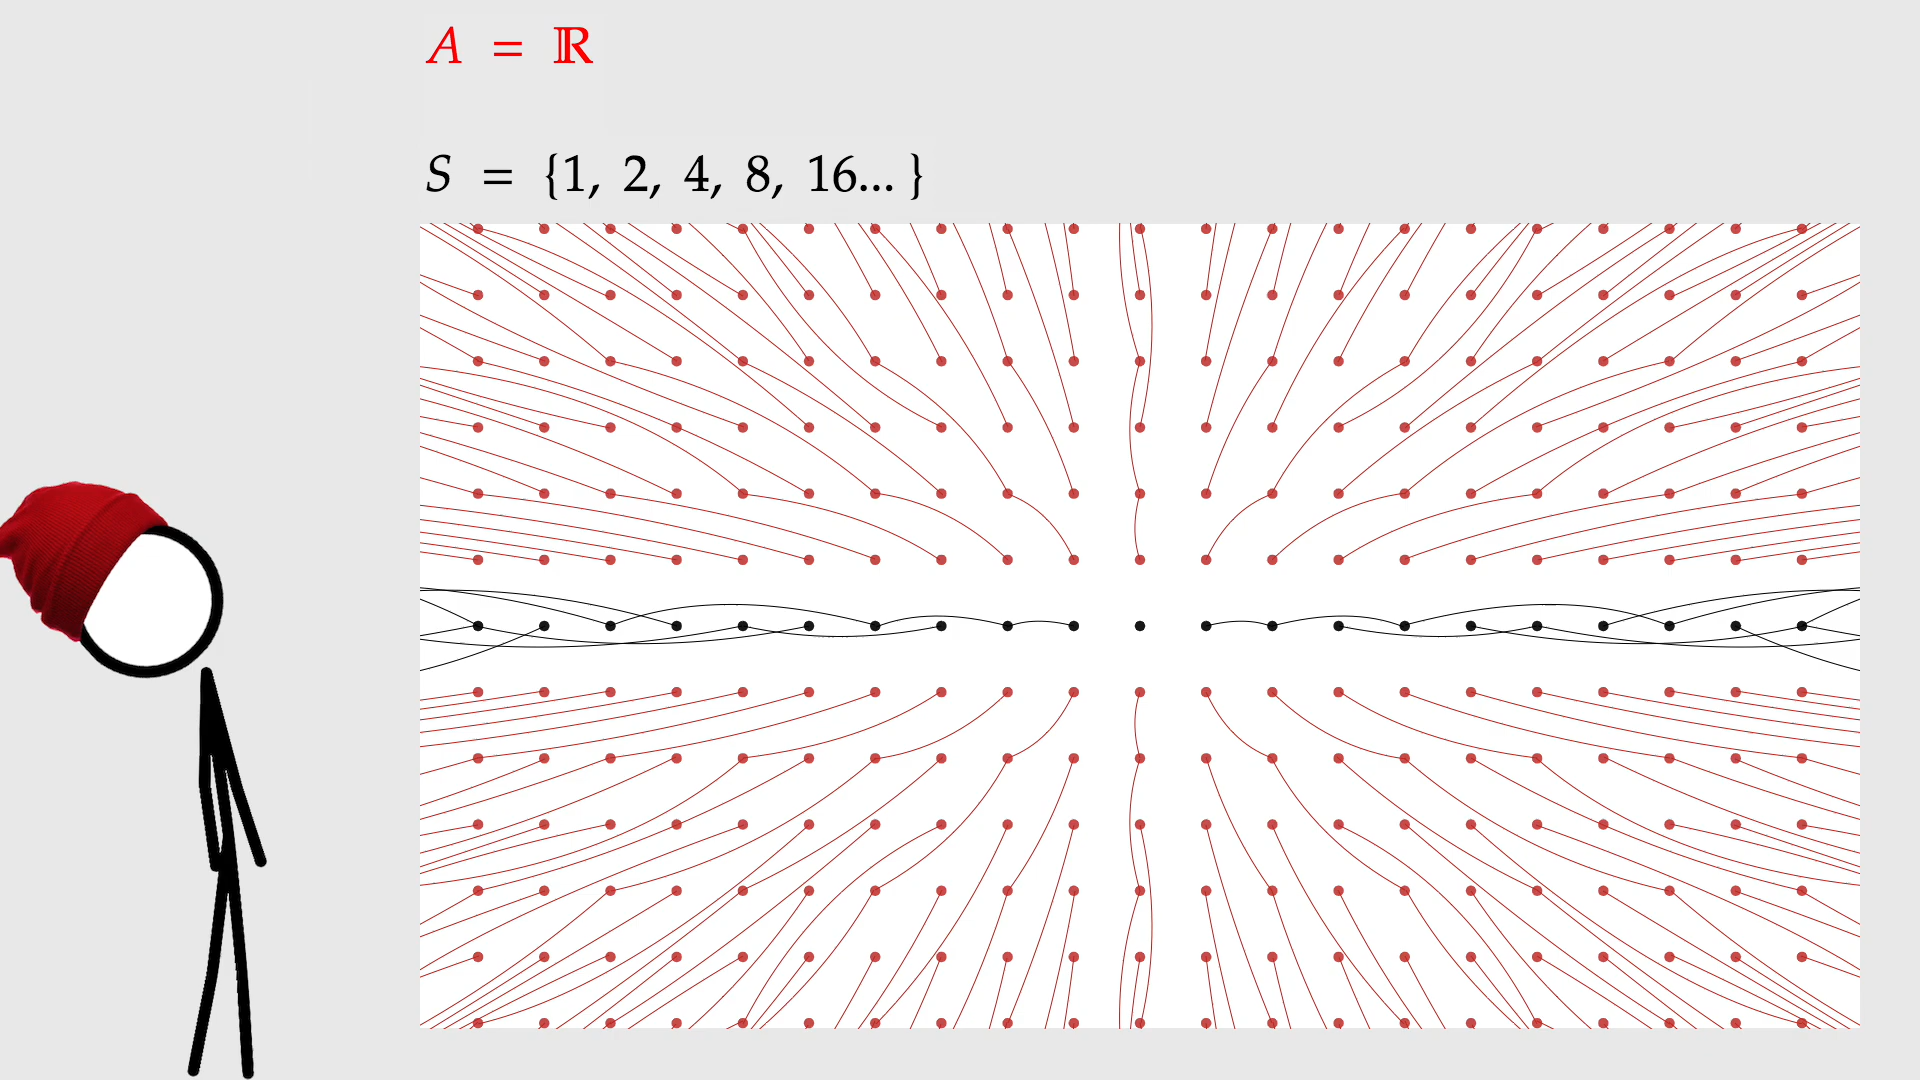 A = ℝ
S = {1, 2, 4, 8, 16... }